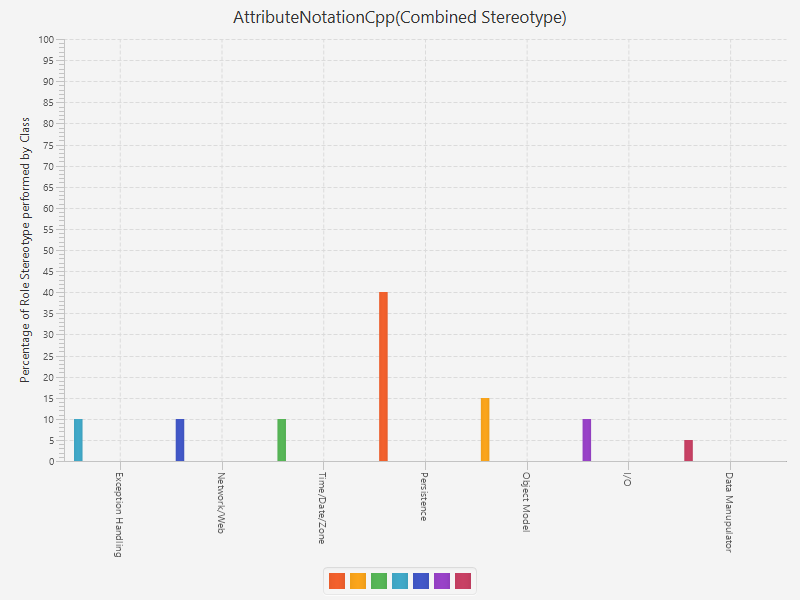 AttributeNotationCpp(Combined Stereotype)
Percentage of Role Stereotype performed by Class
100
95
90
85
80
75
70
65
60
55
50
45
40
35
30
25
20
15
10
5
0
Exception Handling
Network/Web
Time/Date/Zone
Persistence
Object Model
I/O
Data Manupulator